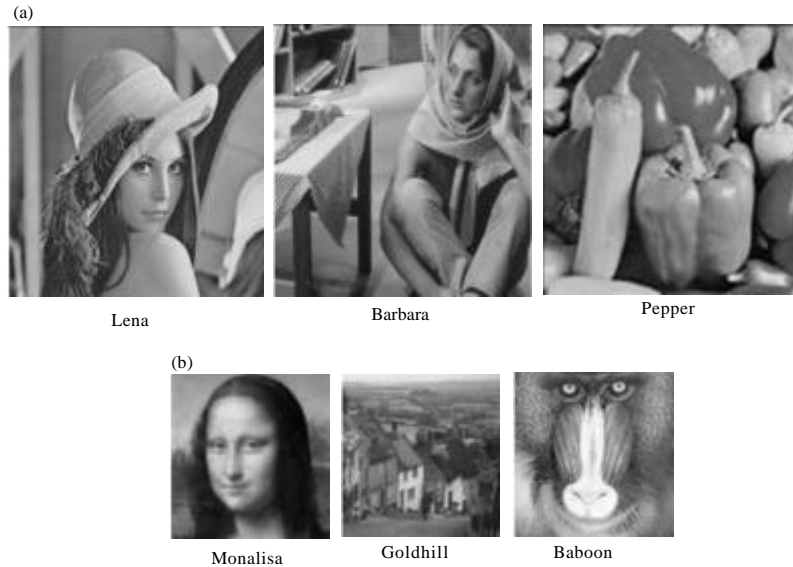 (a)
Lena
Barbara
Pepper
(b)
Monalisa
Goldhill
Baboon